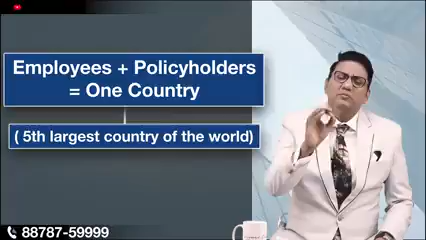 Employees + Policyholders
= One Country
( 5th largest country of the world)
88787-59999